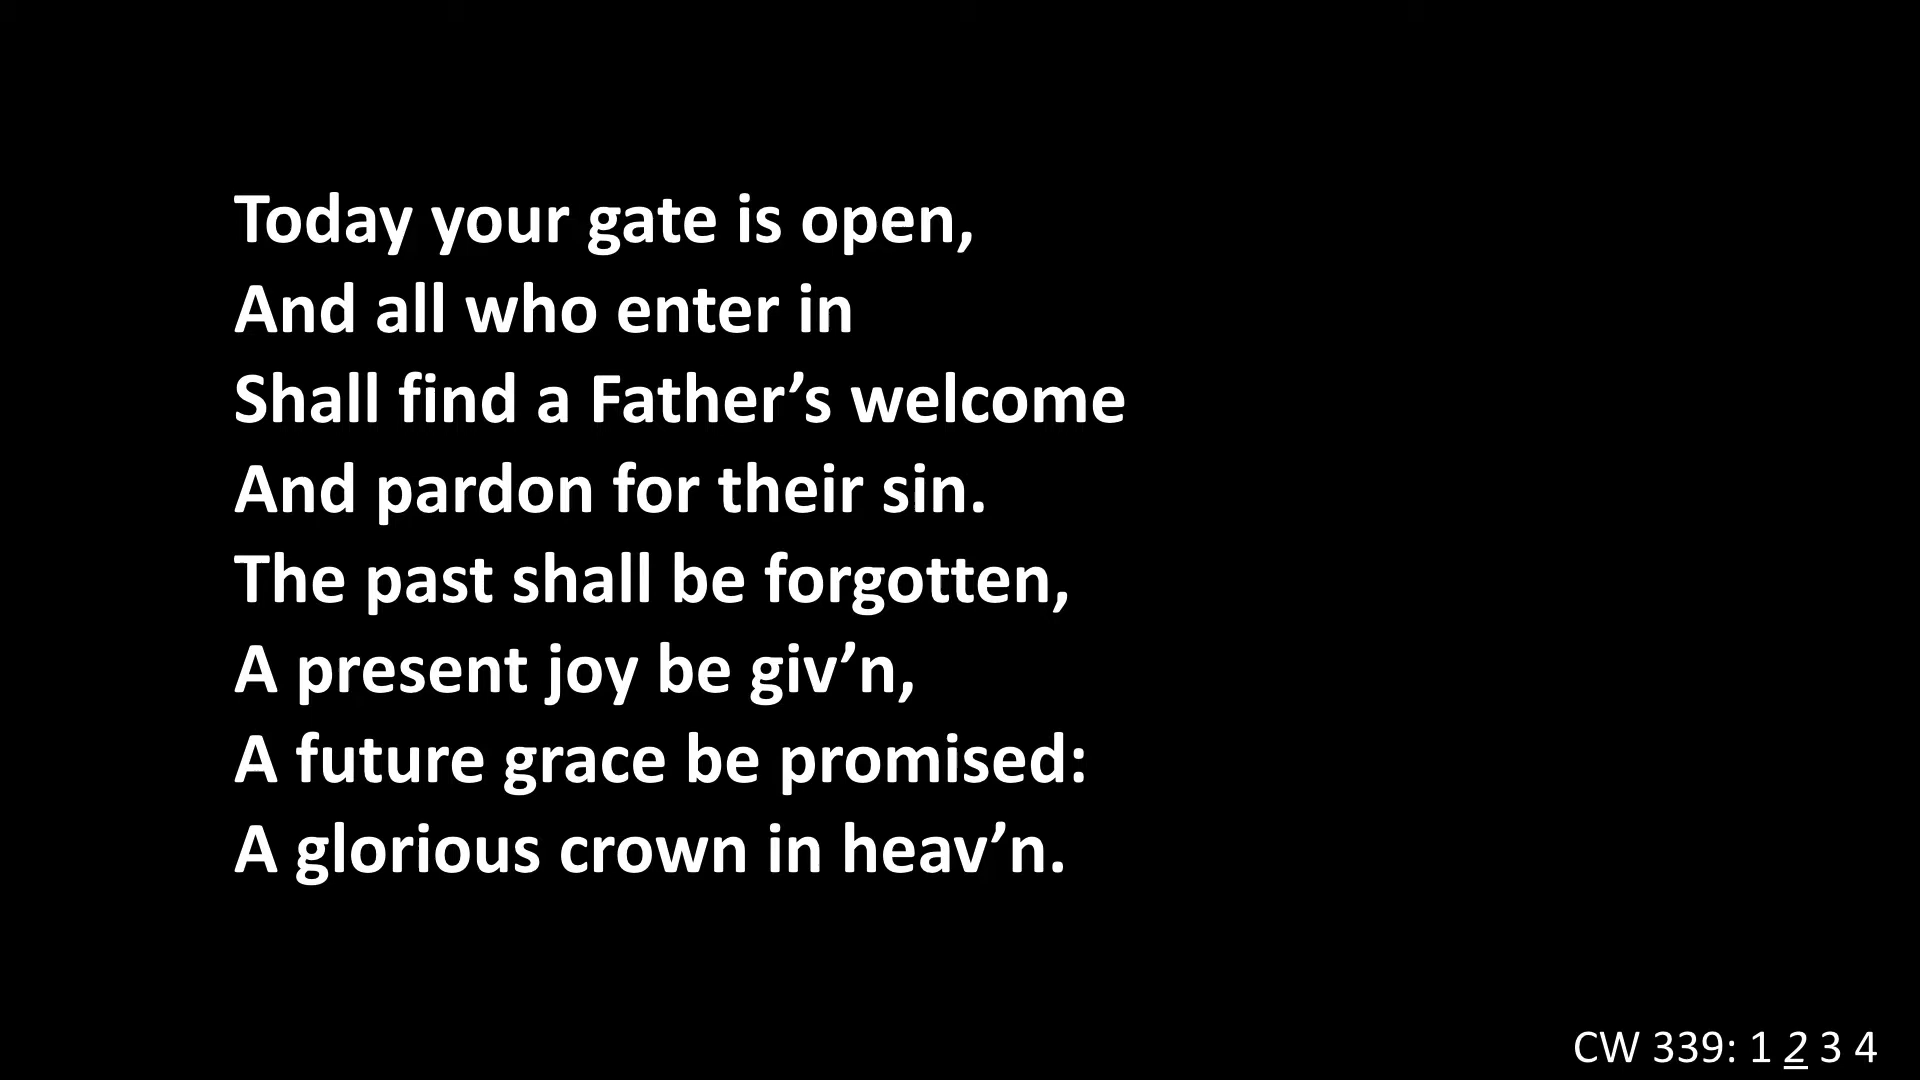 Today your gate is open,
And all who enter in
Shall find a Father’s welcome
And pardon for their sin.
The past shall be forgotten,
A present joy be giv’n,
A future grace be promised:
A glorious crown in heav’n.
CW 339: 1 2 3 4